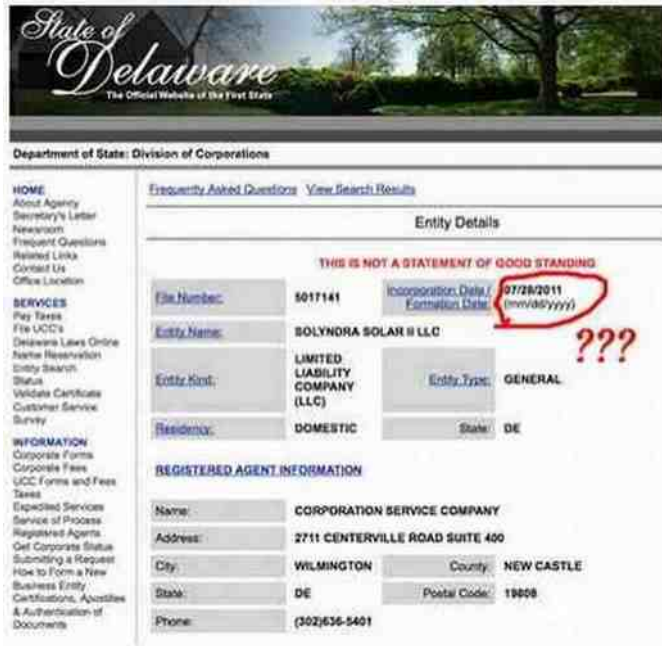 State of
Delaware
The Official Website of the First State
Department of State: Division of Corporations
HOME
About Agency
Secretary's Letter
Newsroom
Frequent Questions
Related Links
Contact Us
Office Location
SERVICES
Pay Taxes
File UCC's
Delaware Laws Online
Name Reservation
Entity Search
Status
Validate Certificate
Customer Service
Survey
INFORMATION
Corporate Forms
Corporate Fees
UCC Forms and Fees
Taxes
Expedited Services
Service of Process
Registered Agents
Get Corporate Status
Submitting a Request
How to Form a New
Business Entity
Certifications, Apostilles
& Authentication of
Documents
Frequently Asked Questions View Search Results
Entity Details
THIS IS NOT A STATEMENT OF GOOD STANDING
File Number: 5017141 Incorporation Date / Formation Date: 07/28/2011 (mm/dd/yyyy)
???
Entity Name: SOLYNDRA SOLAR II LLC
Entity Kind: LIMITED LIABILITY COMPANY (LLC) Entity Type: GENERAL
Residency: DOMESTIC State: DE
REGISTERED AGENT INFORMATION
Name: CORPORATION SERVICE COMPANY
Address: 2711 CENTERVILLE ROAD SUITE 400
City: WILMINGTON County: NEW CASTLE
State: DE Postal Code: 19808
Phone: (302)636-5401